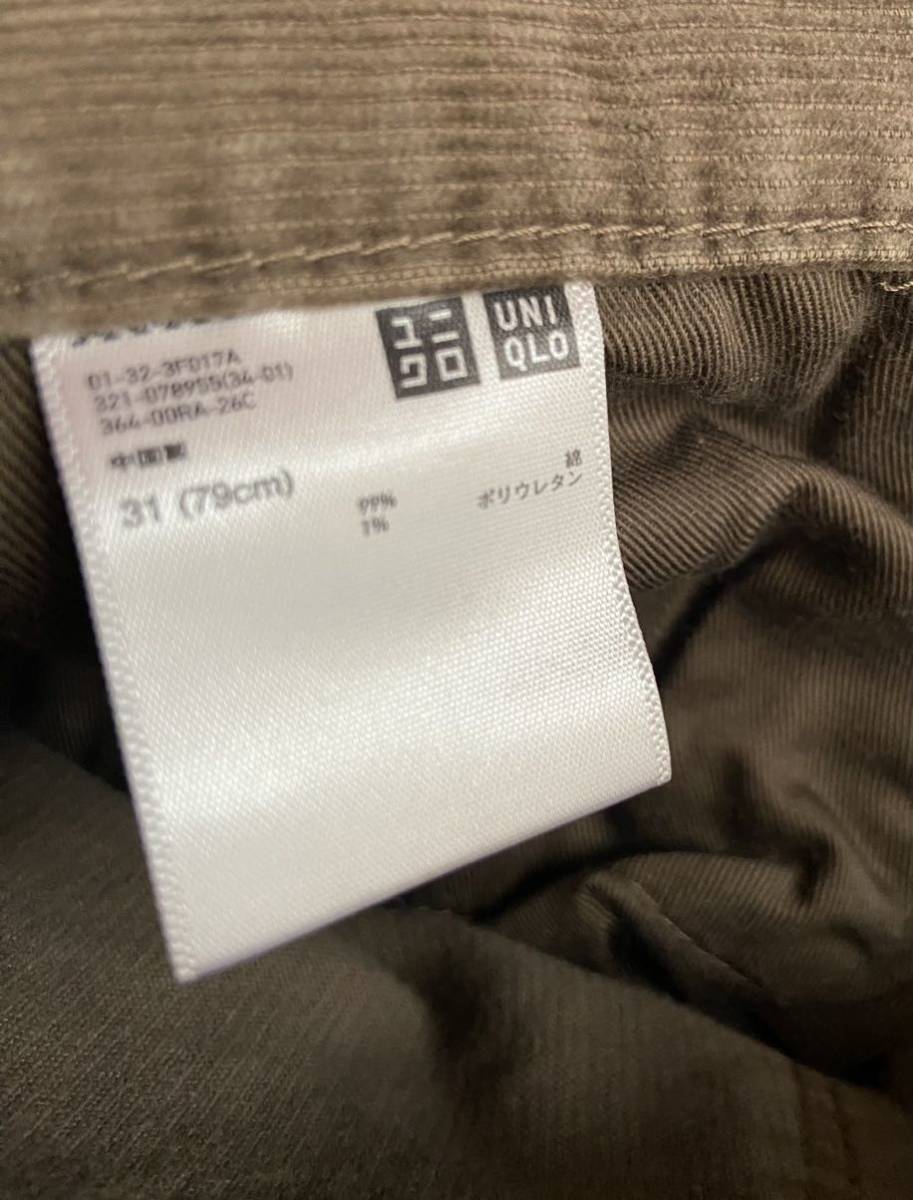 ユニ
クロ
UNI
QLO
01-32-3F017A
321-078955(34-01)
364-00RA-26C
中国製
31 (79cm)
99%
綿
1%
ポリウレタン